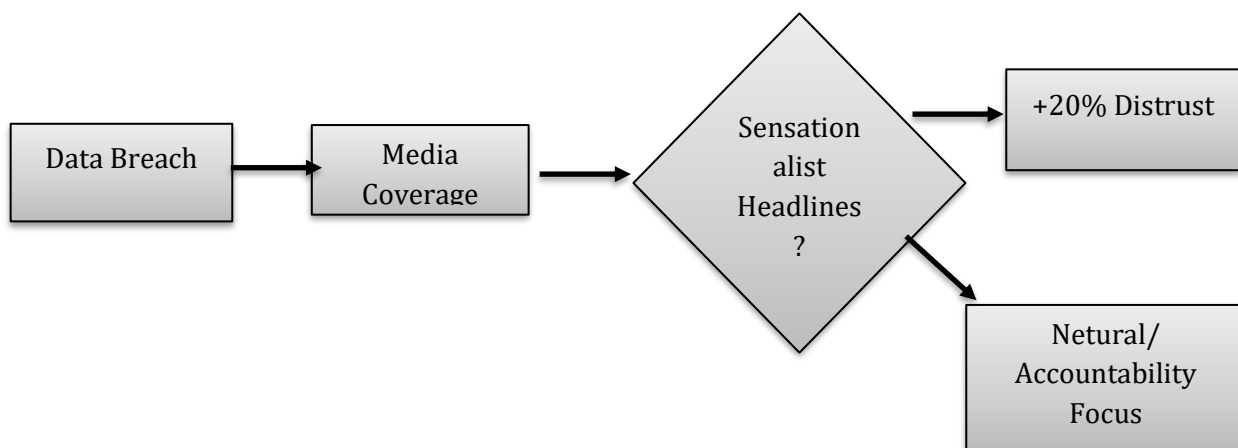 Data Breach
Media
Coverage
Sensation
alist
Headlines
?
+20% Distrust
Netural/
Accountability
Focus